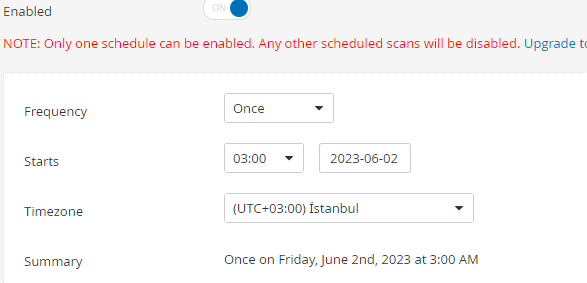 Enabled ON
NOTE: Only one schedule can be enabled. Any other scheduled scans will be disabled. Upgrade to
Frequency Once
Starts 03:00 2023-06-02
Timezone (UTC+03:00) İstanbul
Summary Once on Friday, June 2nd, 2023 at 3:00 AM